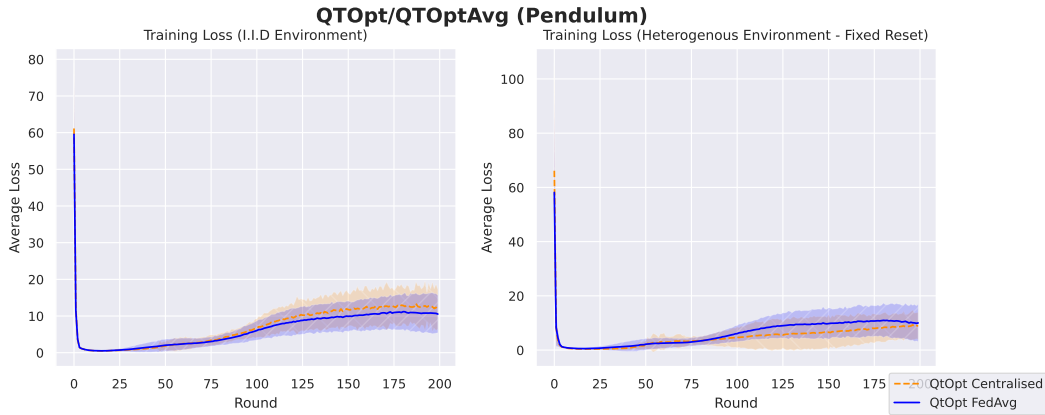 QTOpt/QTOptAvg (Pendulum)
Training Loss (I.I.D Environment)
Average Loss
80
70
60
50
40
30
20
10
0
0 25 50 75 100 125 150 175 200
Round
Training Loss (Heterogenous Environment - Fixed Reset)
Average Loss
100
80
60
40
20
0
0 25 50 75 100 125 150 175 200
Round
QtOpt Centralised
QtOpt FedAvg